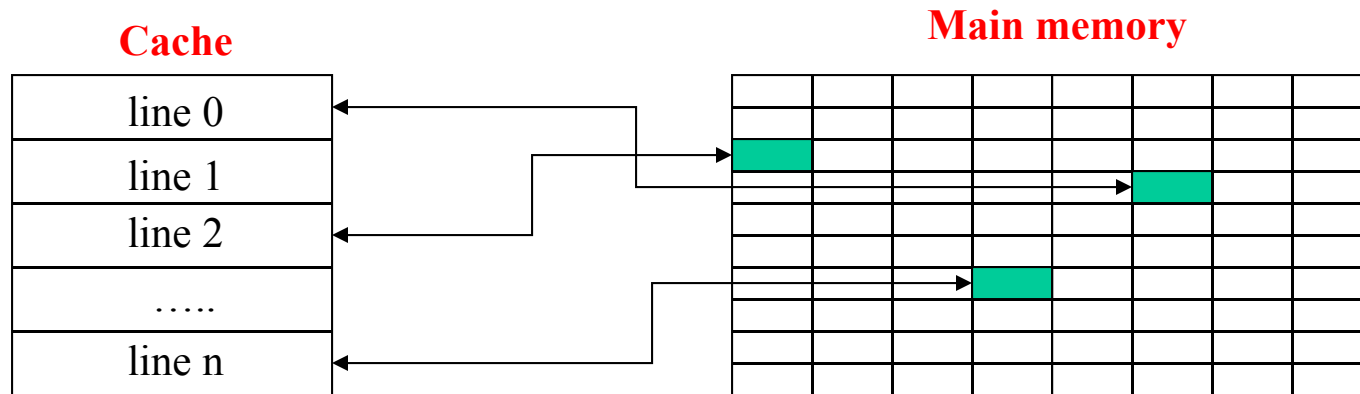 Cache
Main memory
line 0
line 1
line 2
…..
line n